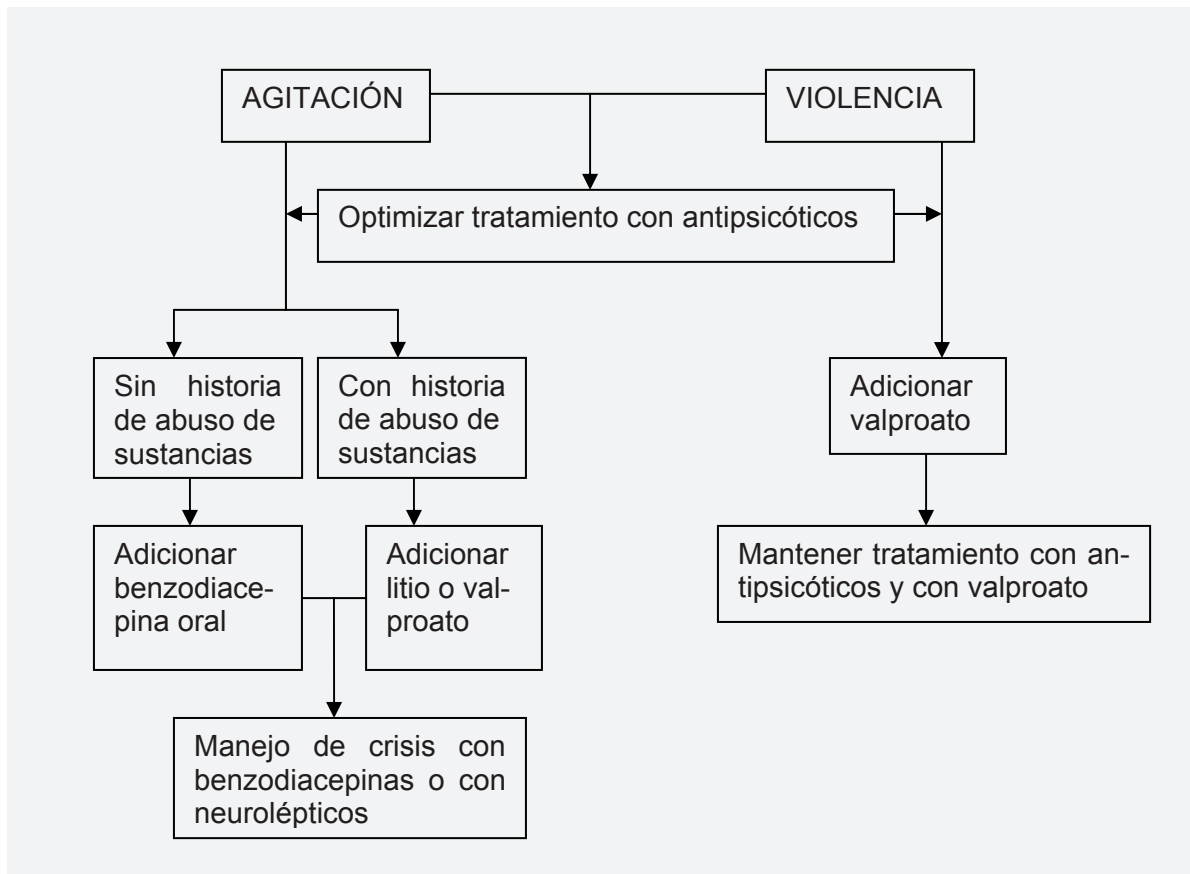 AGITACIÓN
VIOLENCIA
Optimizar tratamiento con antipsicóticos
Sin historia
de abuso de
sustancias
Con historia
de abuso de
sustancias
Adicionar
valproato
Adicionar
benzodiace-
pina oral
Adicionar
litio o val-
proato
Mantener tratamiento con an-
tipsicóticos y con valproato
Manejo de crisis con
benzodiacepinas o con
neurolépticos